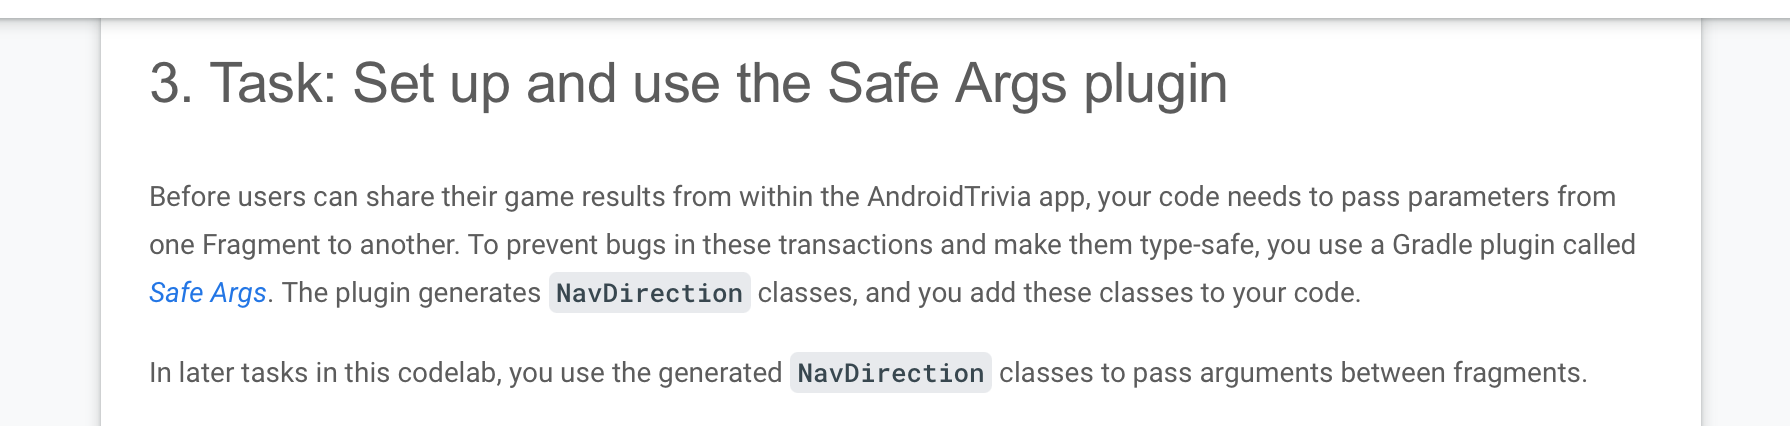 3. Task: Set up and use the Safe Args plugin
Before users can share their game results from within the AndroidTrivia app, your code needs to pass parameters from
one Fragment to another. To prevent bugs in these transactions and make them type-safe, you use a Gradle plugin called
Safe Args. The plugin generates NavDirection classes, and you add these classes to your code.
In later tasks in this codelab, you use the generated NavDirection classes to pass arguments between fragments.